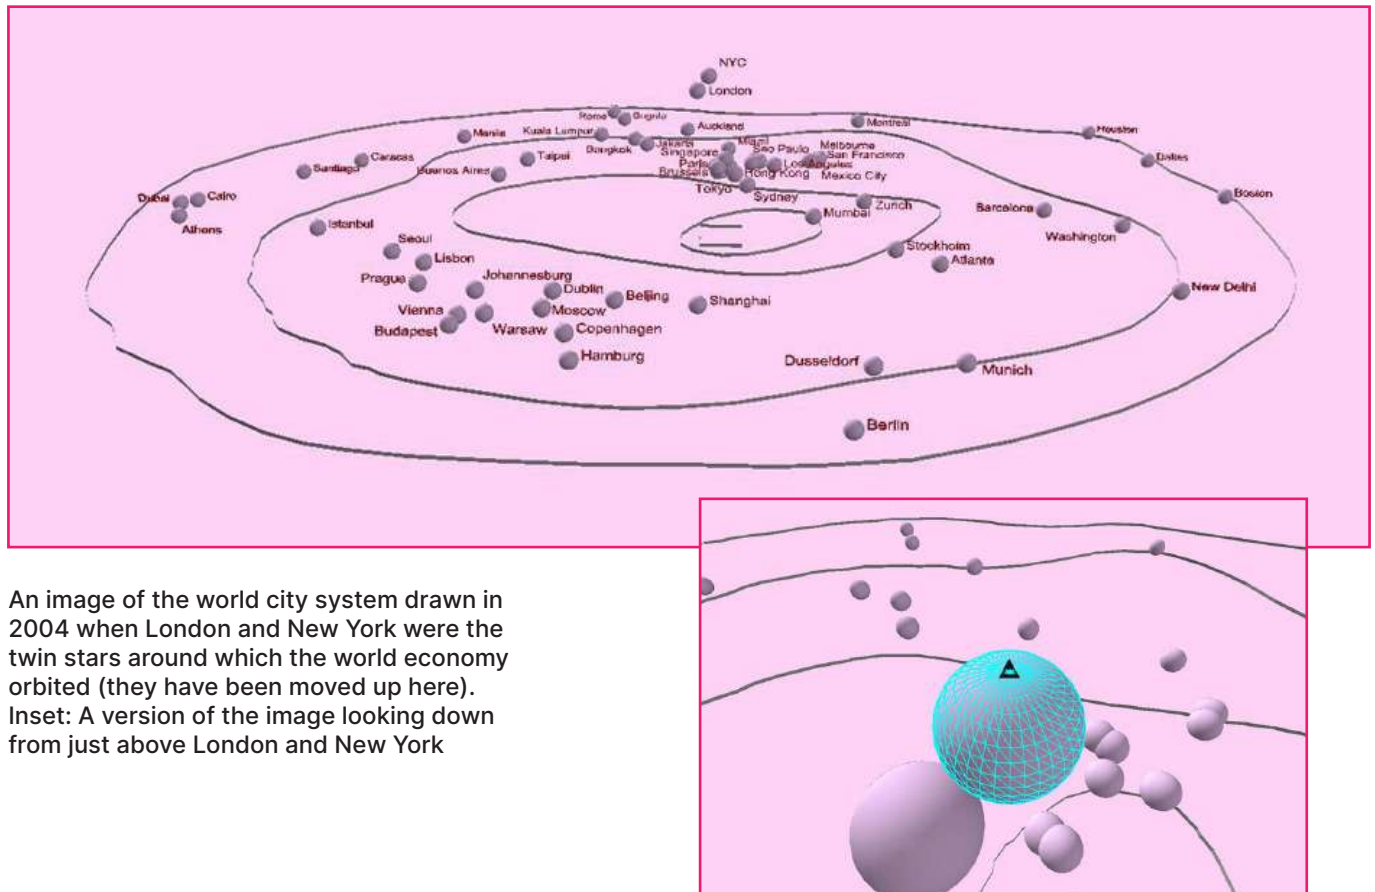 NYC
London
Rome
Bogota
Auckland
Montreal
Houston
Manila
Kuala Lumpur
Bangkok
Jakarta
Miami
Singapore
Sao Paulo
Melbourne
San Francisco
Dallas
Santiago
Caracas
Taipei
Buenos Aires
Paris
Los Angeles
Brussels
Hong Kong
Mexico City
Tokyo
Sydney
Dubai
Cairo
Athens
Mumbai
Zurich
Barcelona
Boston
Istanbul
Washington
Seoul
Stockholm
Lisbon
Atlanta
Prague
Johannesburg
Dublin
Beijing
Shanghai
New Delhi
Vienna
Moscow
Budapest
Warsaw
Copenhagen
Hamburg
Dusseldorf
Munich
Berlin
An image of the world city system drawn in
2004 when London and New York were the
twin stars around which the world economy
orbited (they have been moved up here).
Inset: A version of the image looking down
from just above London and New York